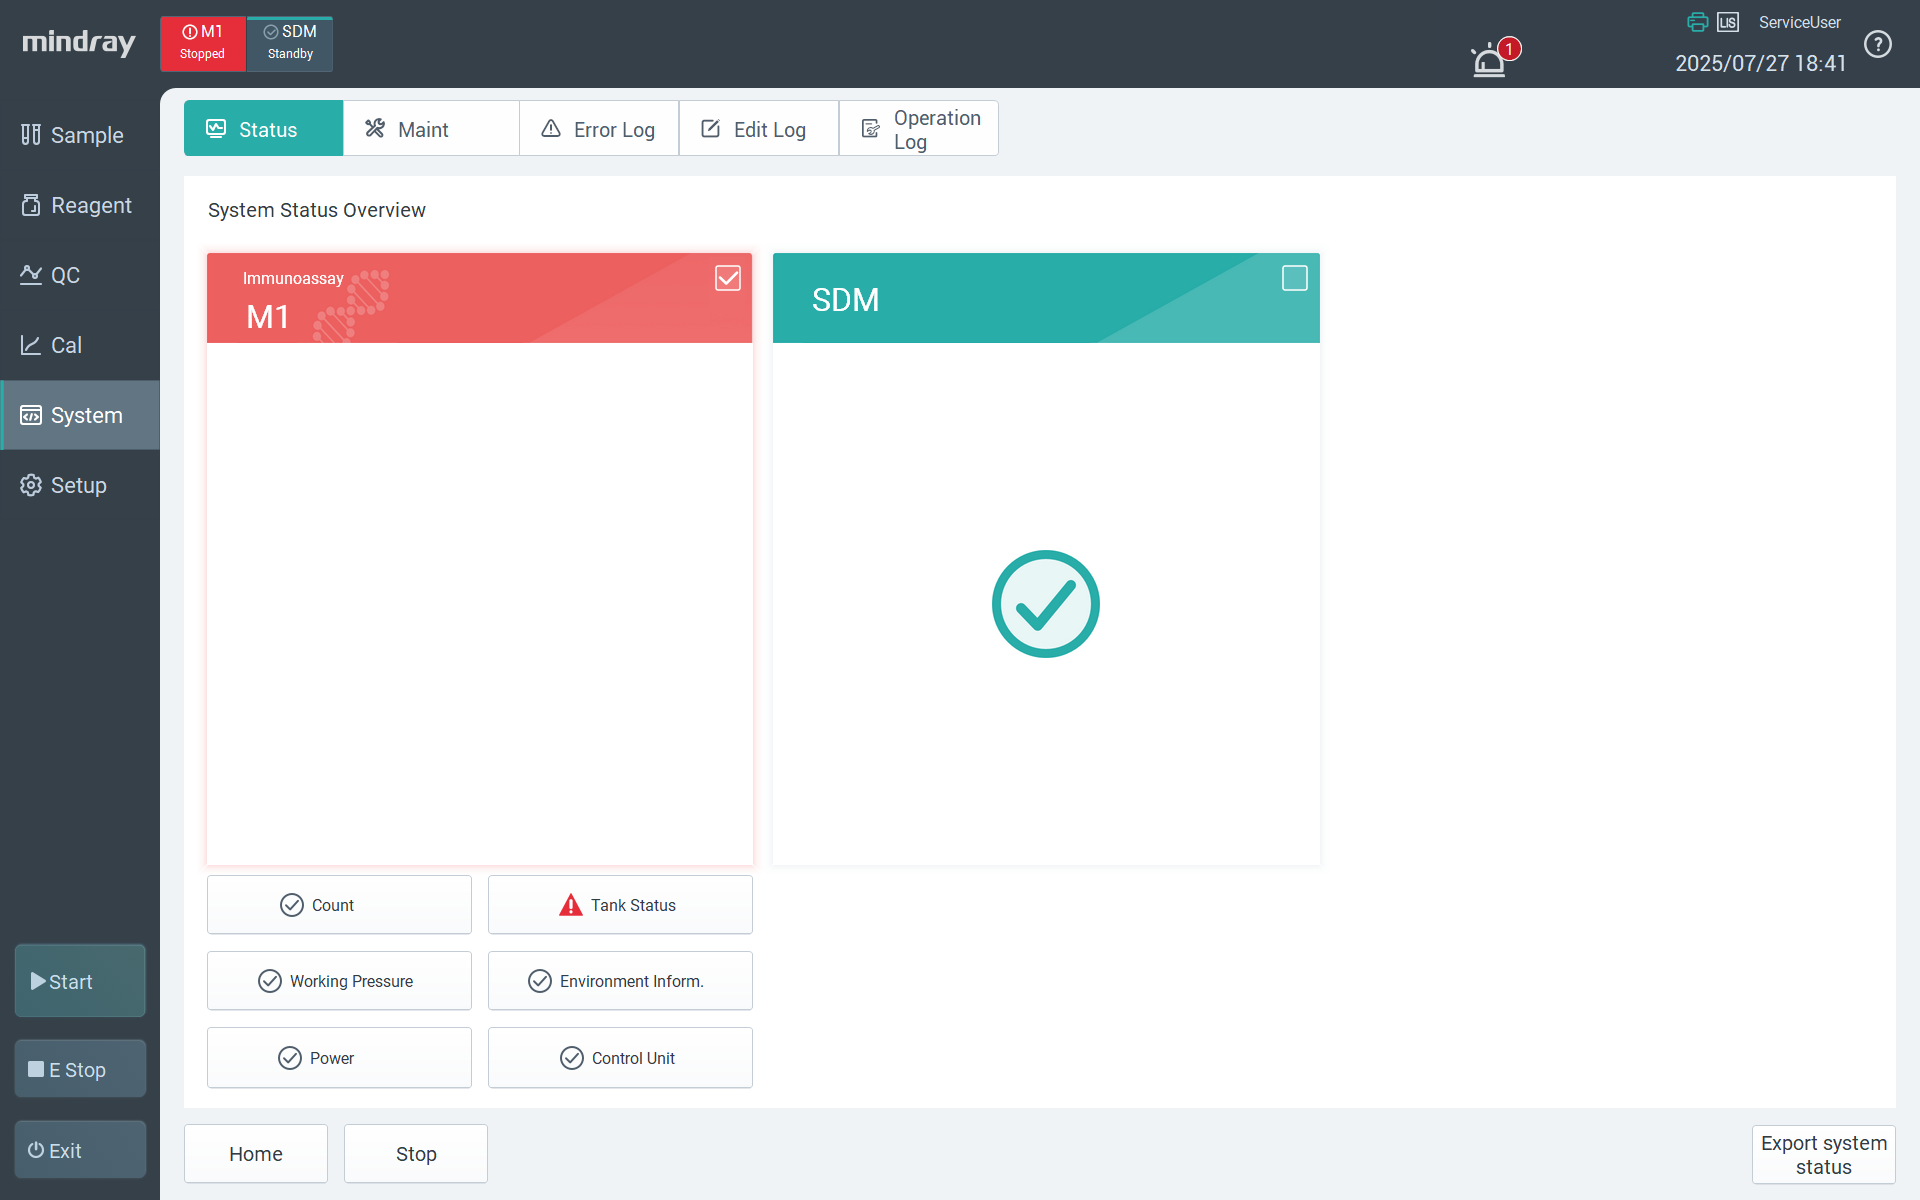 mindray
M1
Stopped
SDM
Standby
1
LIS
ServiceUser
2025/07/27 18:41
?
Sample
Reagent
QC
Cal
System
Setup
Start
E Stop
Exit
Status
Maint
Error Log
Edit Log
Operation
Log
System Status Overview
Immunoassay
M1
SDM
Count
Tank Status
Working Pressure
Environment Inform.
Power
Control Unit
Home
Stop
Export system
status